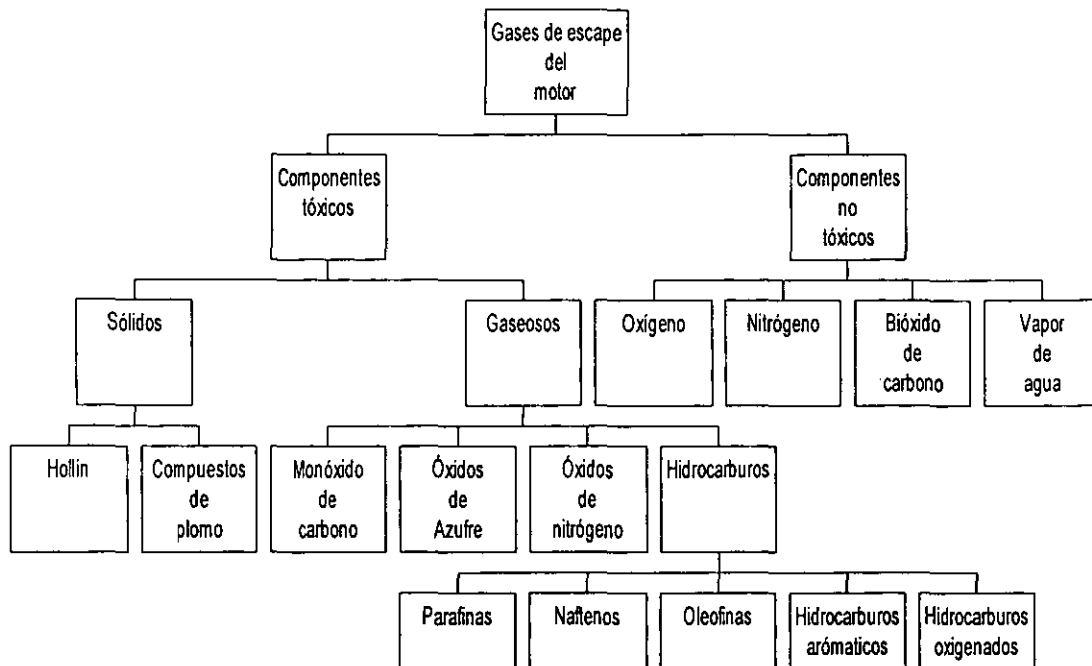 Gases de escape
del
motor
Componentes
tóxicos
Componentes
no
tóxicos
Sólidos
Gaseosos
Oxígeno
Nitrógeno
Bióxido
de
carbono
Vapor
de
agua
Hollin
Compuestos
de
plomo
Monóxido
de
carbono
Óxidos
de
Azufre
Óxidos
de
nitrógeno
Hidrocarburos
Parafinas
Naftenos
Oleofinas
Hidrocarburos
arómaticos
Hidrocarburos
oxigenados